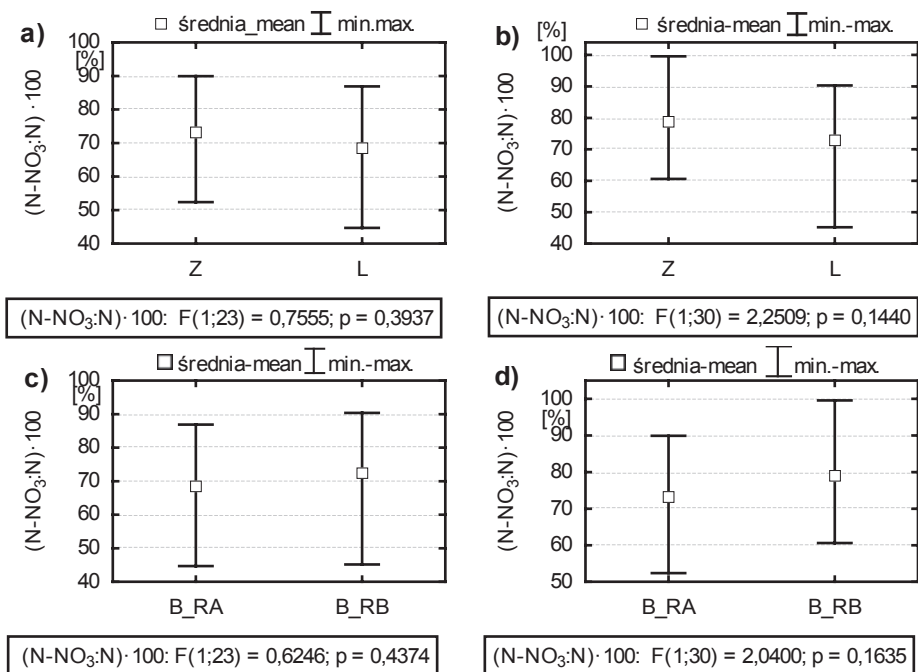 a) średnia_mean min.max.
[%]
(N-NO₃:N)·100
100
90
80
70
60
50
40
Z L
(N-NO₃:N)·100: F(1;23) = 0,7555; p = 0,3937
b) [%] średnia-mean min.-max.
(N-NO₃:N)·100
100
90
80
70
60
50
40
Z L
(N-NO₃:N)·100: F(1;30) = 2,2509; p = 0,1440
c) średnia-mean min.-max.
[%]
(N-NO₃:N)·100
100
90
80
70
60
50
40
B_RA B_RB
(N-NO₃:N)·100: F(1;23) = 0,6246; p = 0,4374
d) średnia-mean min.-max.
[%]
(N-NO₃:N)·100
100
90
80
70
60
50
B_RA B_RB
(N-NO₃:N)·100: F(1;30) = 2,0400; p = 0,1635